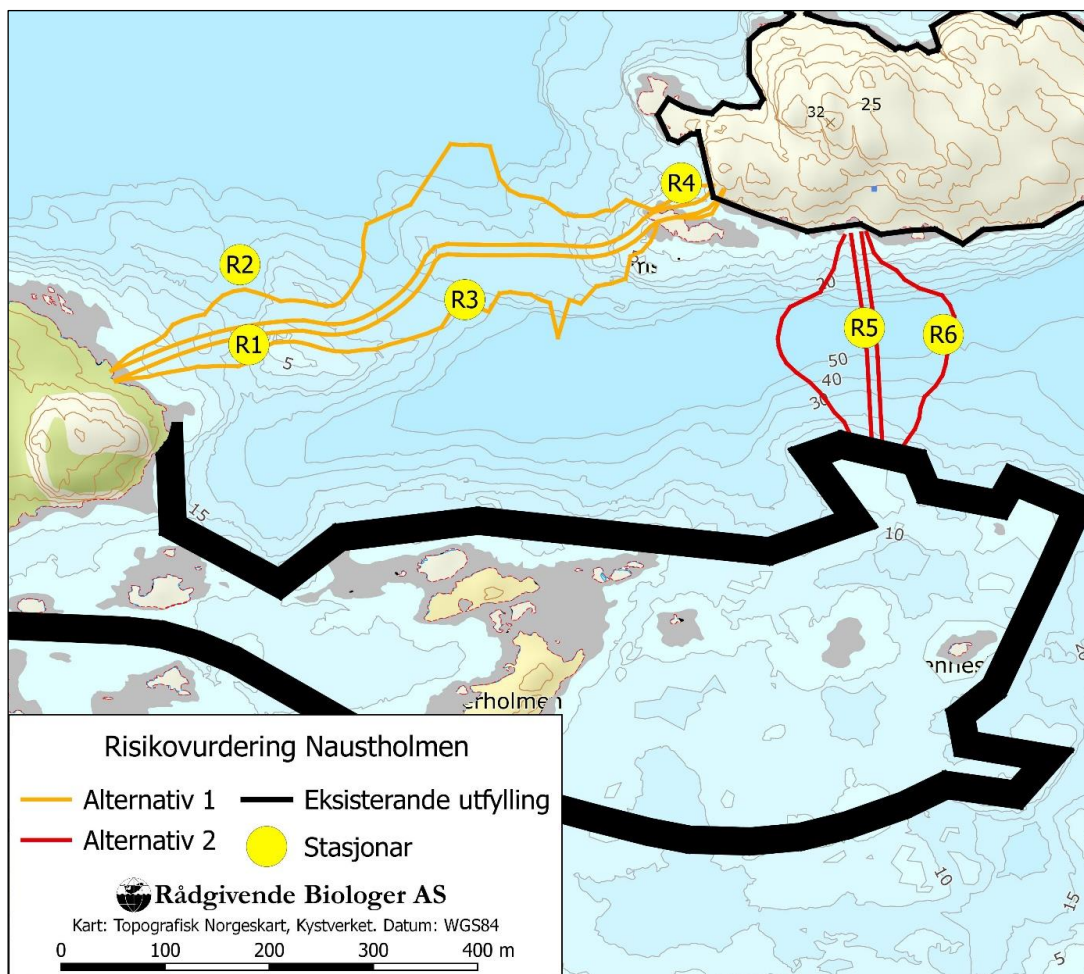 32
25
R4
R2
R3
R1
5
20
R5
R6
50
40
30
15
10
ennes
erholmen
Risikovurdering Naustholmen
Alternativ 1
Eksisterande utfylling
Alternativ 2
Stasjonar
Rådgivende Biologer AS
Kart: Topografisk Norgeskart, Kystverket. Datum: WGS84
0 100 200 300 400 m
10
15
5